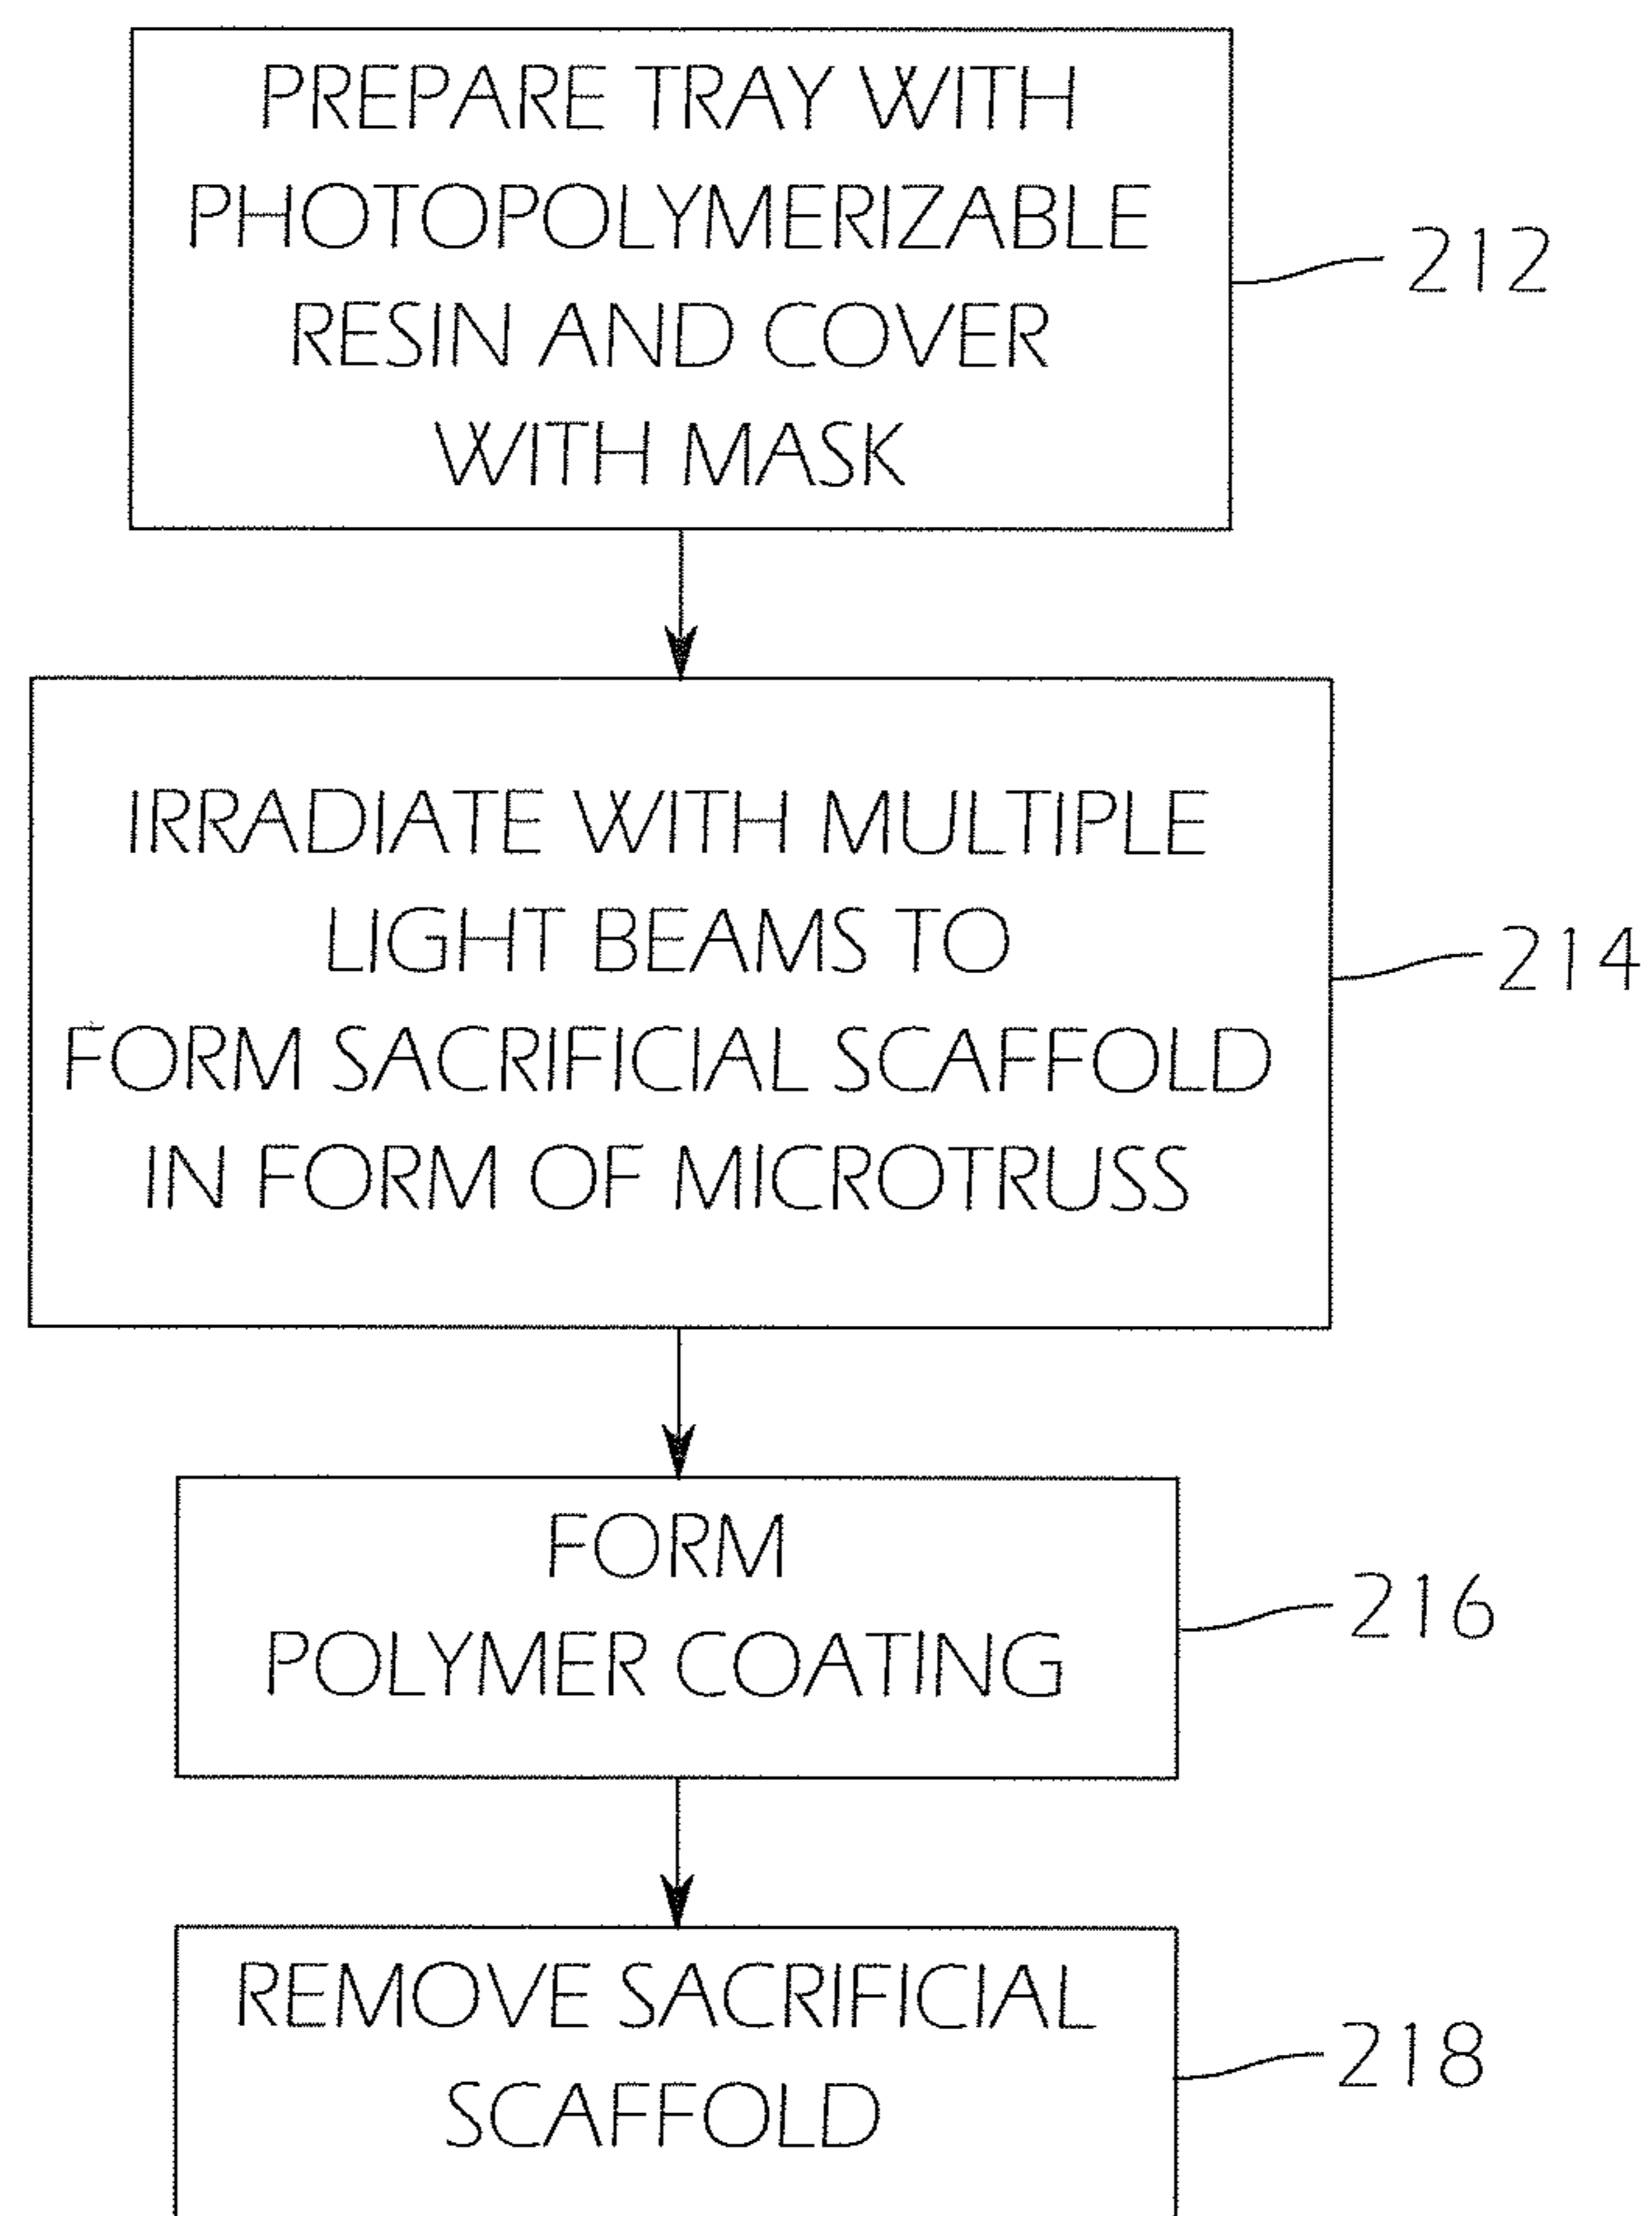 PREPARE TRAY WITH
PHOTOPOLYMERIZABLE
RESIN AND COVER
WITH MASK
212
IRRADIATE WITH MULTIPLE
LIGHT BEAMS TO
FORM SACRIFICIAL SCAFFOLD
IN FORM OF MICROTRUSS
214
FORM
POLYMER COATING
216
REMOVE SACRIFICIAL
SCAFFOLD
218